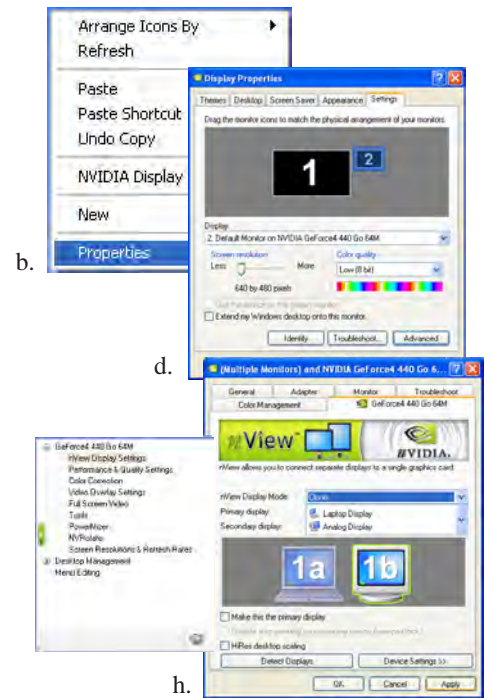 Arrange Icons By
Refresh
Paste
Paste Shortcut
Undo Copy
NVIDIA Display
New
Properties
b.
Display Properties
Themes Desktop Screen Saver Appearance Settings
Drag the monitor icons to match the physical arrangement of your monitors.
1 2
Display:
2. Default Monitor on NVIDIA GeForce4 440 Go 64M
Screen resolution Color quality
Less More Low (8 bit)
640 by 480 pixels
Extend my Windows desktop onto this monitor.
Identify Troubleshoot... Advanced
d.
(Multiple Monitors) and NVIDIA GeForce4 440 Go 6...
General Adapter Monitor Troubleshoot
Color Management GeForce4 440 Go 64M
nView NVIDIA.
nView allows you to connect separate displays to a single graphics card.
nView Display Mode: Clone
Primary display: Laptop Display
Secondary display: Analog Display
1a 1b
Make this the primary display
HiRes desktop scaling
Detect Displays Device Settings >>
OK Cancel Apply
GeForce4 440 Go 64M
nView Display Settings
Performance & Quality Settings
Color Correction
Video Overlay Settings
Full Screen Video
Tools
PowerMizer
NVRotate
Screen Resolutions & Refresh Rates
Desktop Management
Menu Editing
h.